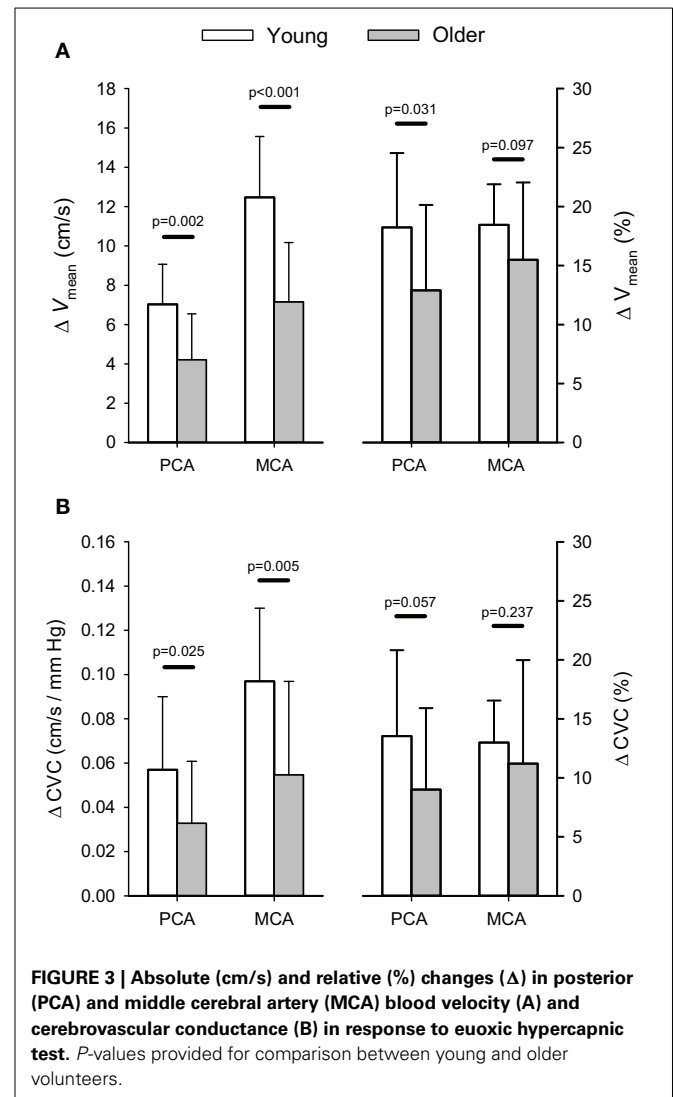 Young Older
A
18
16
14
12
10
8
6
4
2
0
Δ Vmean (cm/s)
p=0.002
p<0.001
PCA MCA
p=0.031
p=0.097
30
25
20
15
10
5
0
Δ Vmean (%)
PCA MCA
B
0.16
0.14
0.12
0.10
0.08
0.06
0.04
0.02
0.00
Δ CVC (cm/s / mm Hg)
p=0.025
p=0.005
PCA MCA
p=0.057
p=0.237
30
25
20
15
10
5
0
Δ CVC (%)
PCA MCA
FIGURE 3 | Absolute (cm/s) and relative (%) changes (Δ) in posterior
(PCA) and middle cerebral artery (MCA) blood velocity (A) and
cerebrovascular conductance (B) in response to euoxic hypercapnic
test. P-values provided for comparison between young and older
volunteers.